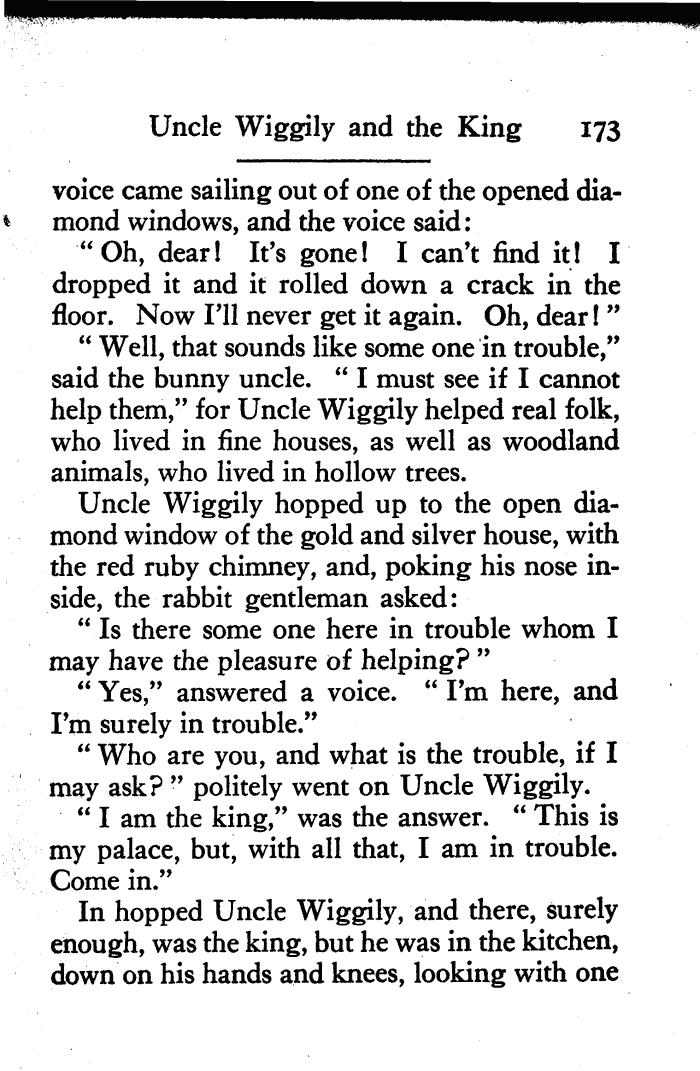 Uncle Wiggily and the King 173
voice came sailing out of one of the opened dia-
mond windows, and the voice said:
“ Oh, dear! It's gone! I can't find it! I
dropped it and it rolled down a crack in the
floor. Now I'll never get it again. Oh, dear! ”
“ Well, that sounds like some one in trouble,”
said the bunny uncle. “ I must see if I cannot
help them,” for Uncle Wiggily helped real folk,
who lived in fine houses, as well as woodland
animals, who lived in hollow trees.
Uncle Wiggily hopped up to the open dia-
mond window of the gold and silver house, with
the red ruby chimney, and, poking his nose in-
side, the rabbit gentleman asked:
“ Is there some one here in trouble whom I
may have the pleasure of helping? ”
“ Yes,” answered a voice. “ I'm here, and
I'm surely in trouble.”
“ Who are you, and what is the trouble, if I
may ask? ” politely went on Uncle Wiggily.
“ I am the king,” was the answer. “ This is
my palace, but, with all that, I am in trouble.
Come in.”
In hopped Uncle Wiggily, and there, surely
enough, was the king, but he was in the kitchen,
down on his hands and knees, looking with one